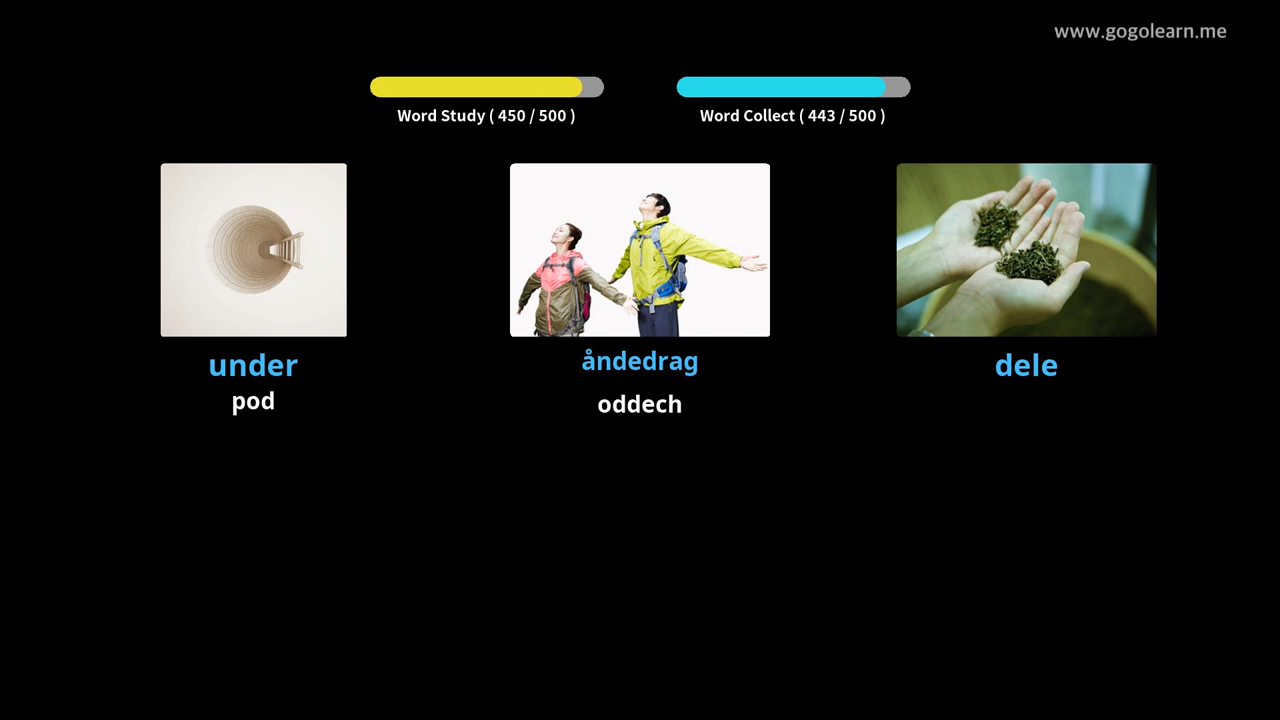 www.gogolearn.me
Word Study ( 450 / 500 )
Word Collect ( 443 / 500 )
under
pod
åndedrag
oddech
dele